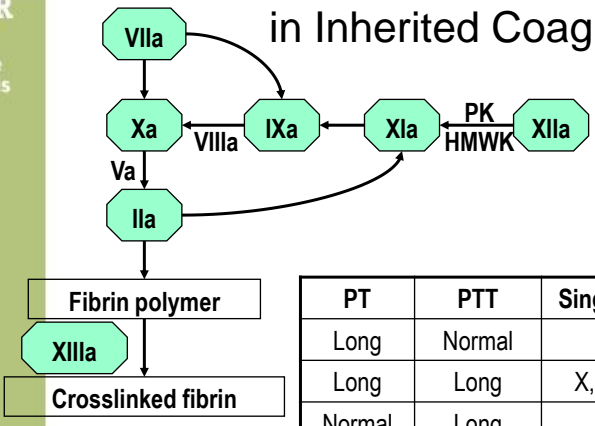 R
s
in Inherited Coag
VIIa
Xa
VIIIa
IXa
XIa
PK
HMWK
XIIa
Va
IIa
Fibrin polymer
XIIIa
Crosslinked fibrin
PT PTT Sing
Long Normal
Long Long X,
Normal Long